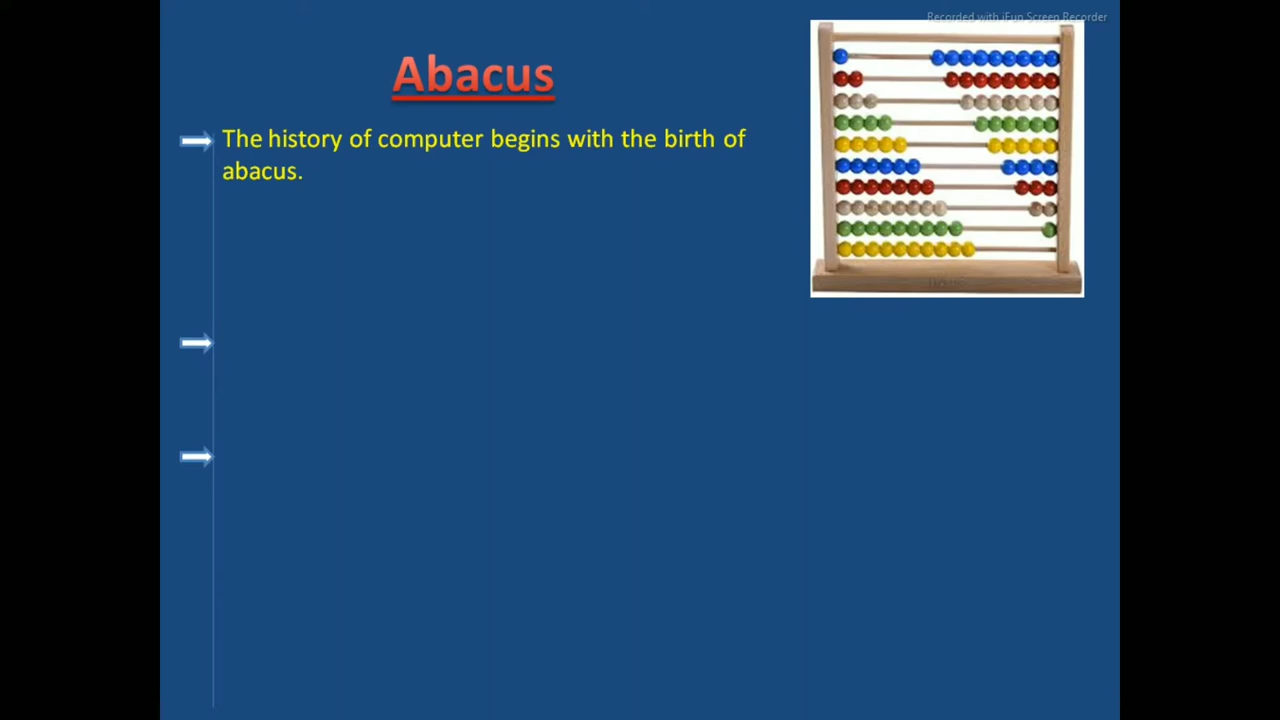 Recorded with iFun Screen Recorder
Abacus
The history of computer begins with the birth of
abacus.